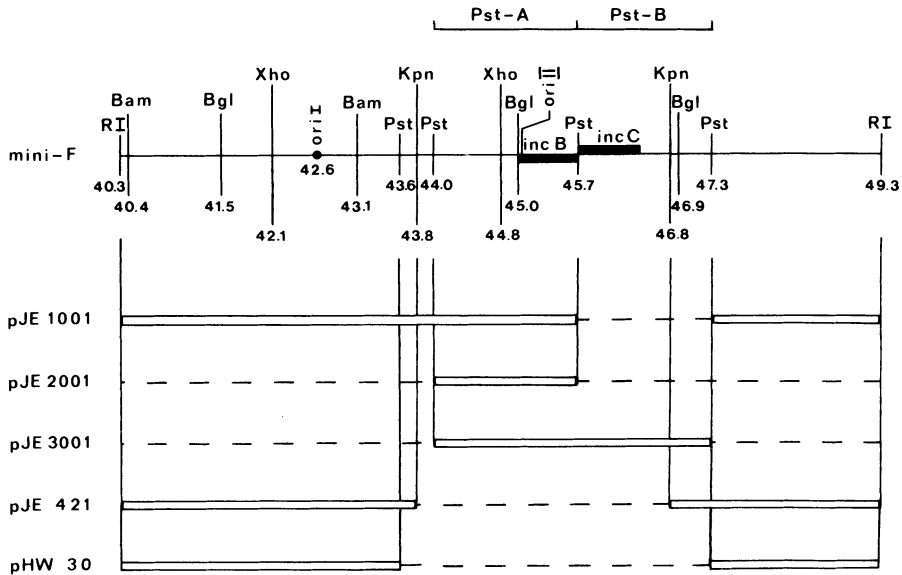 Pst-A Pst-B
Xho Kpn Xho Kpn
Bam Bgl ori I Bam Bgl ori II Bgl
RI Pst Pst Pst Pst RI
mini-F inc B inc C
42.6
40.3 43.6 44.0 45.7 47.3 49.3
40.4 41.5 43.1 45.0 46.9
42.1 43.8 44.8 46.8
pJE 1001
pJE 2001
pJE 3001
pJE 421
pHW 30